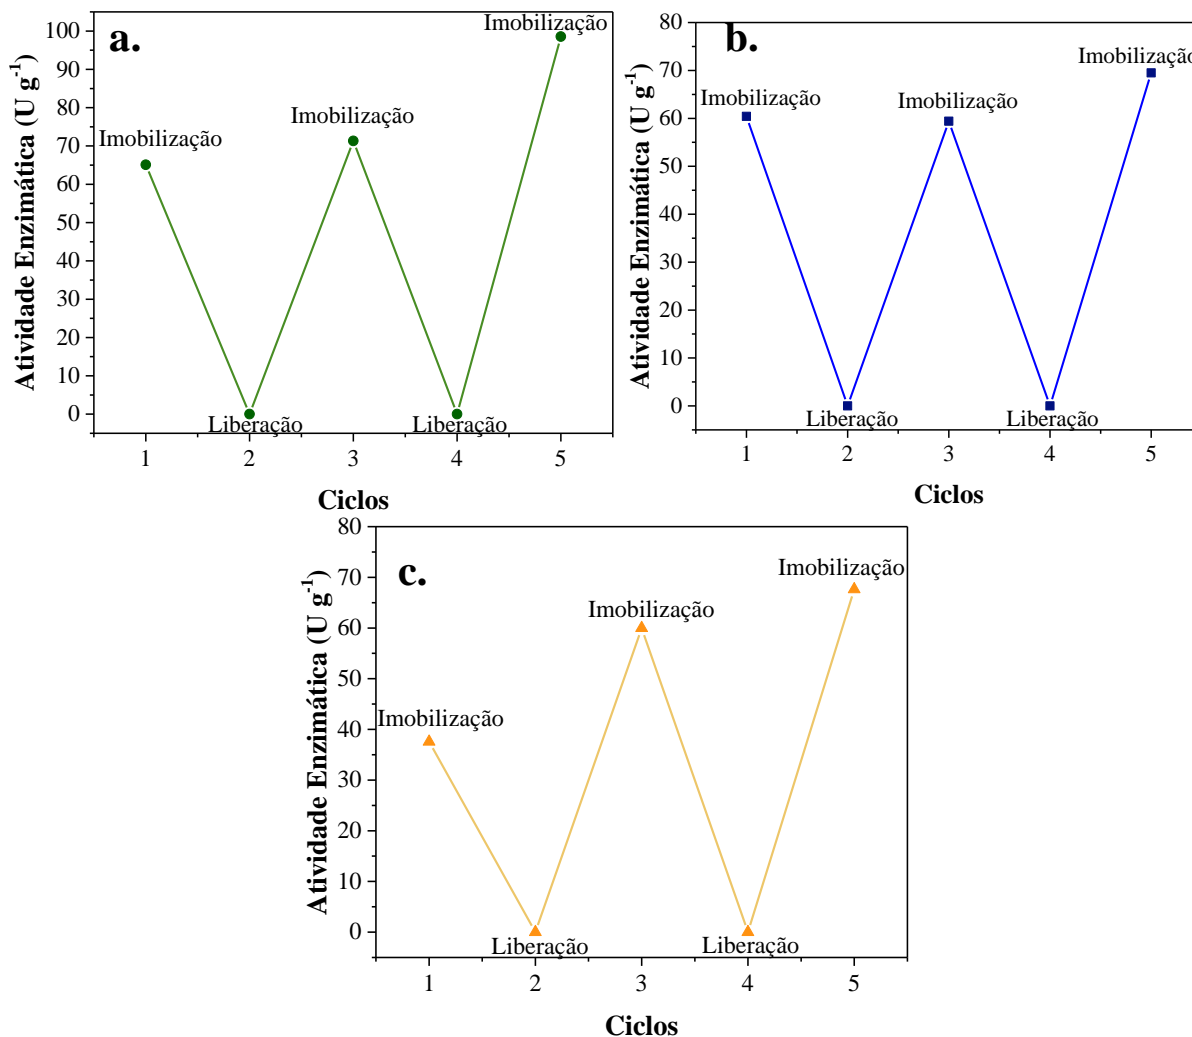 a.
Atividade Enzimática (U g⁻¹)
100
90
80
70
60
50
40
30
20
10
0
Imobilização
Imobilização
Imobilização
Liberação
Liberação
1 2 3 4 5
Ciclos
b.
Atividade Enzimática (U g⁻¹)
80
70
60
50
40
30
20
10
0
Imobilização
Imobilização
Imobilização
Liberação
Liberação
1 2 3 4 5
Ciclos
c.
Atividade Enzimática (U g⁻¹)
80
70
60
50
40
30
20
10
0
Imobilização
Imobilização
Imobilização
Liberação
Liberação
1 2 3 4 5
Ciclos